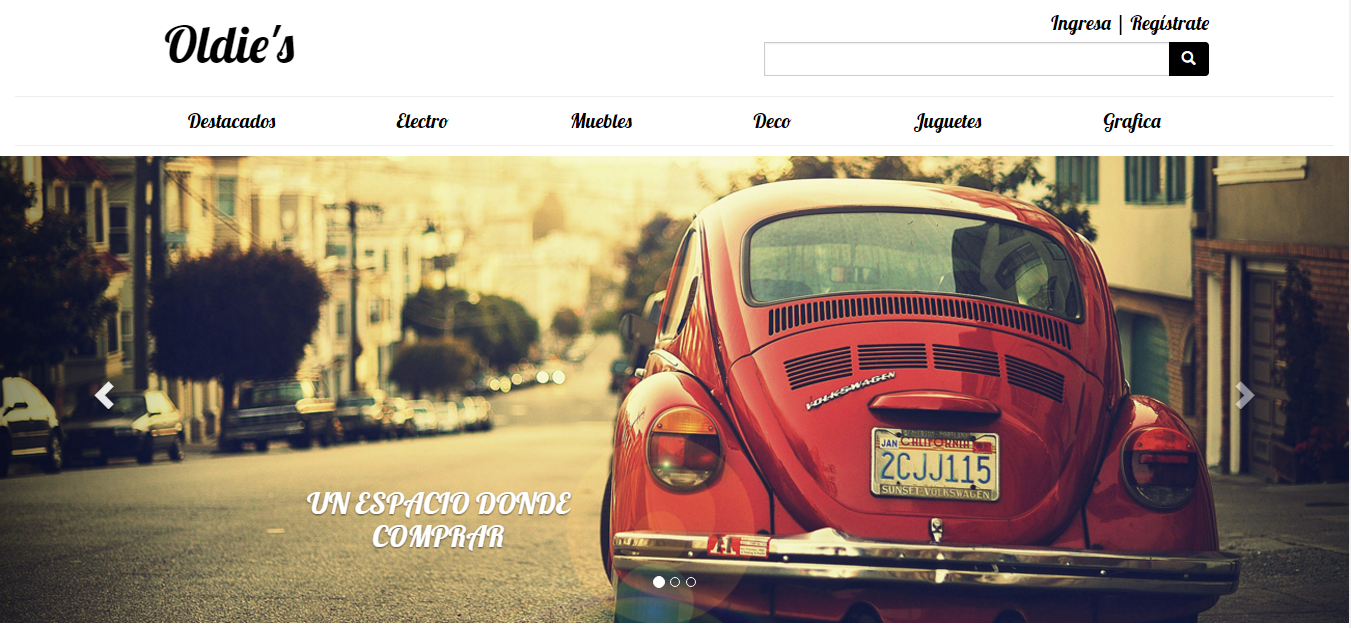 Oldie's
Ingresa | Regístrate
Destacados Electro Muebles Deco Juguetes Grafica
VOLKSWAGEN
JAN CALIFORNIA
2CJJ115
SUNSET VOLKSWAGEN
UN ESPACIO DONDE
COMPRAR